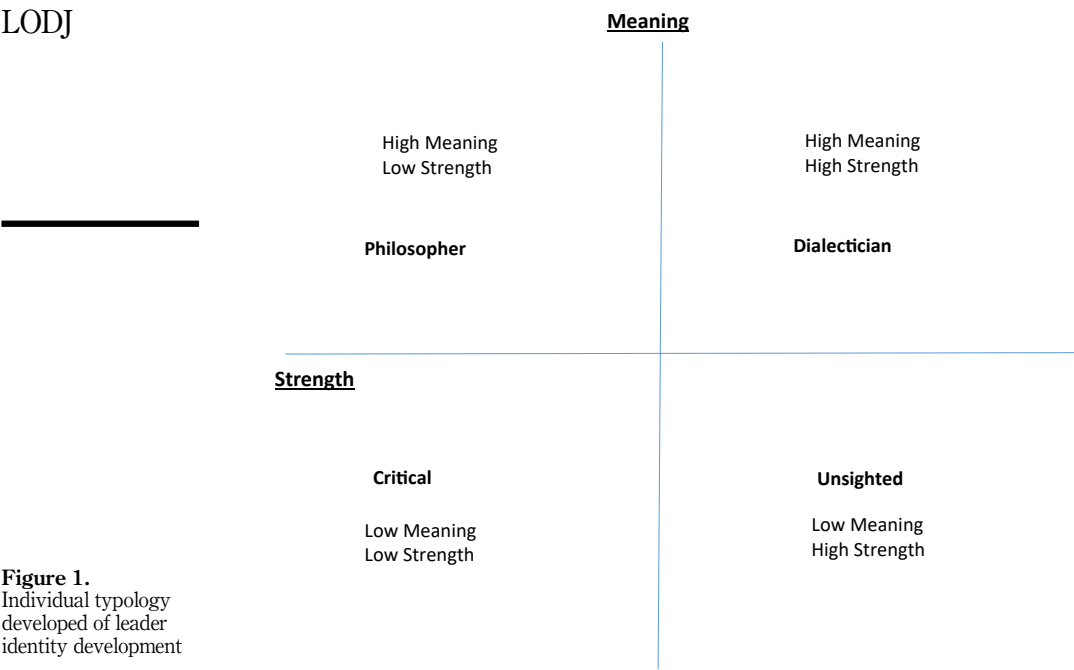 LODJ
Meaning
High Meaning
Low Strength
High Meaning
High Strength
Philosopher
Dialectician
Strength
Critical
Unsighted
Low Meaning
Low Strength
Low Meaning
High Strength
Figure 1.
Individual typology
developed of leader
identity development